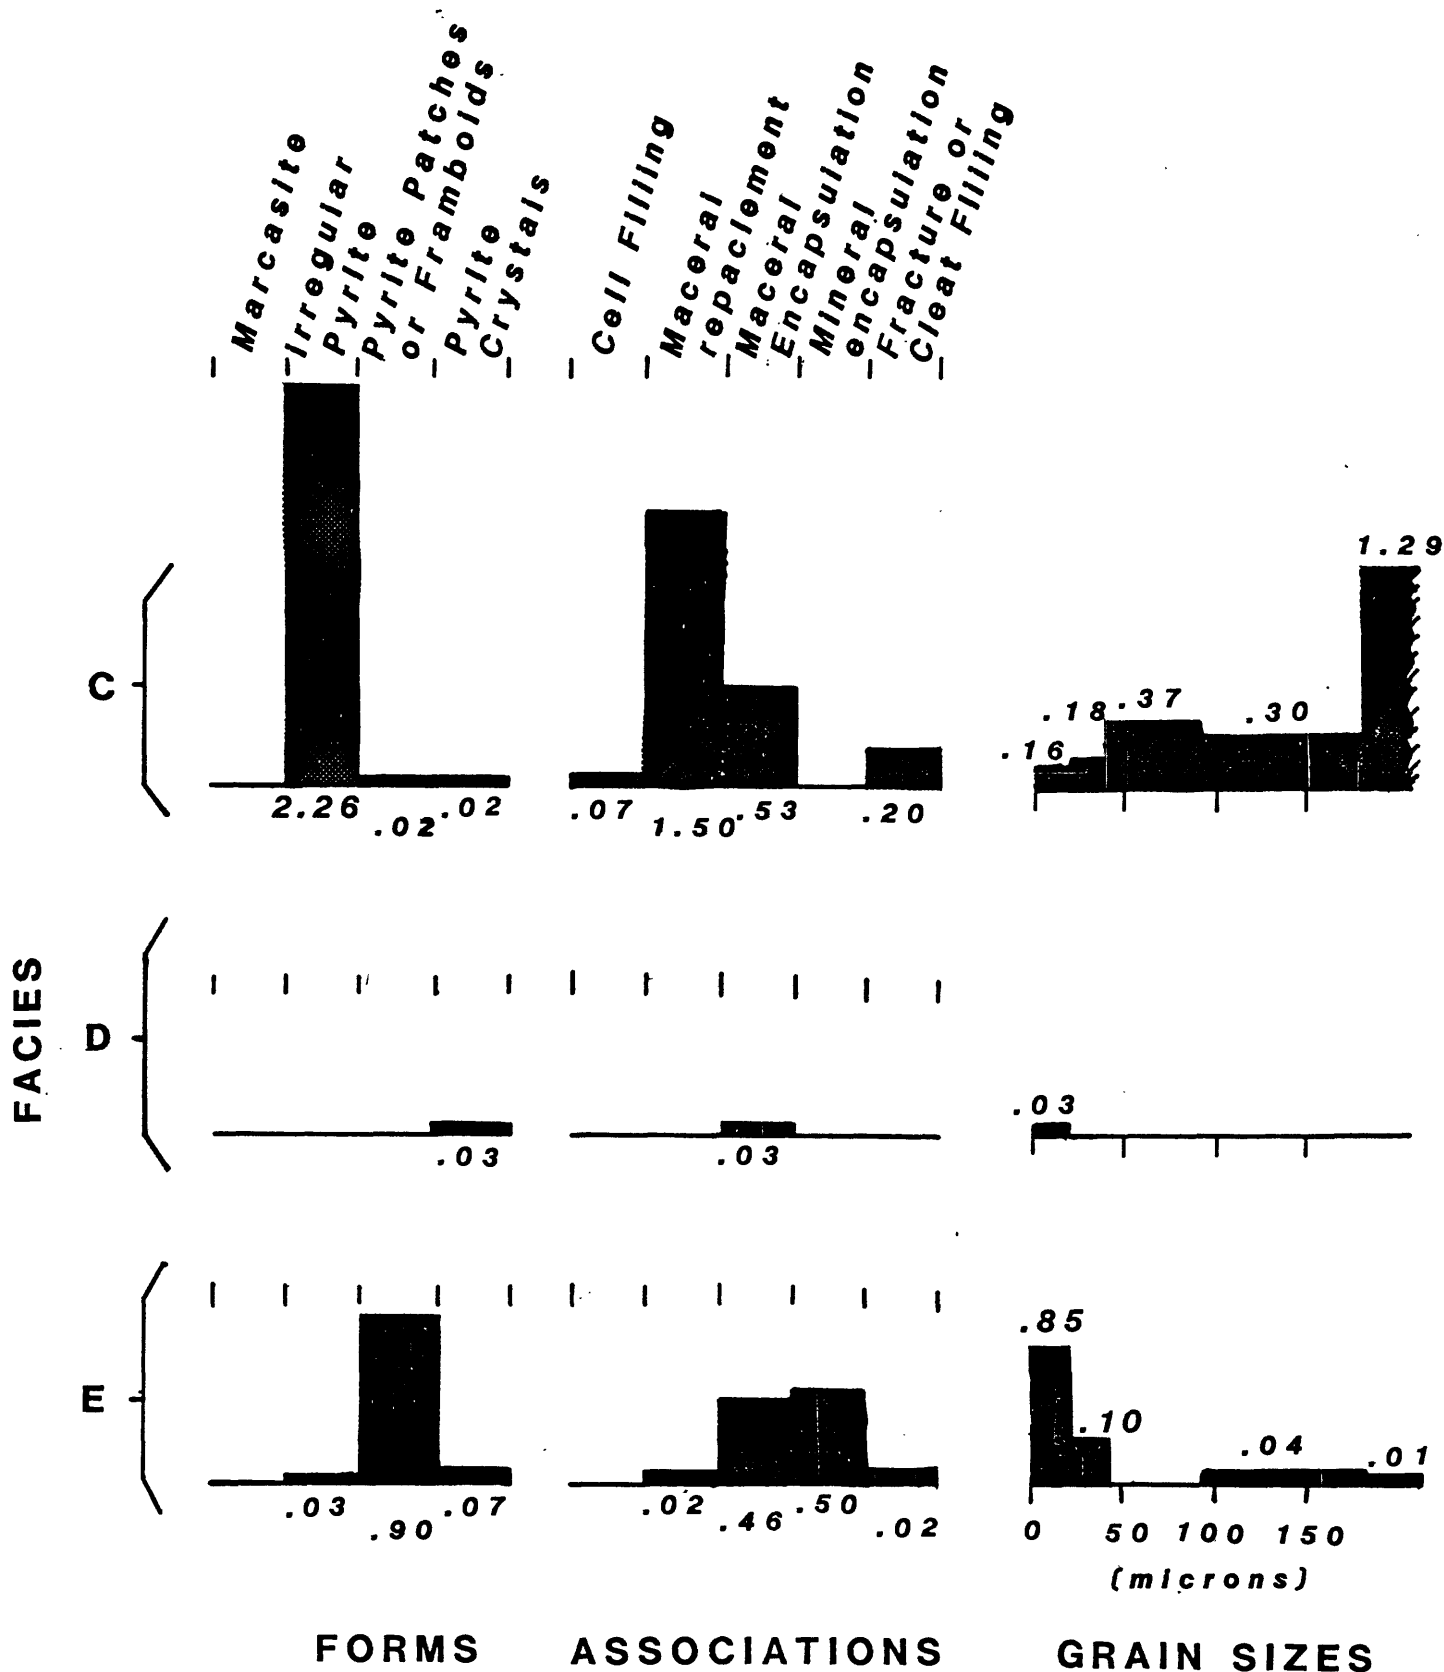 Marcasite
Irregular
Pyrite
Pyrite Patches
or Framboids
Pyrite
Crystals
Cell Filling
Maceral
repaclement
Maceral
Encapsulation
Mineral
encapsulation
Fracture or
Cleat Filling
FACIES
C
2.26
.02
.02
.07
1.50
.53
.20
.16
.18
.37
.30
1.29
D
.03
.03
.03
E
.03
.90
.07
.02
.46
.50
.02
.85
.10
.04
.01
0 50 100 150
(microns)
FORMS ASSOCIATIONS GRAIN SIZES